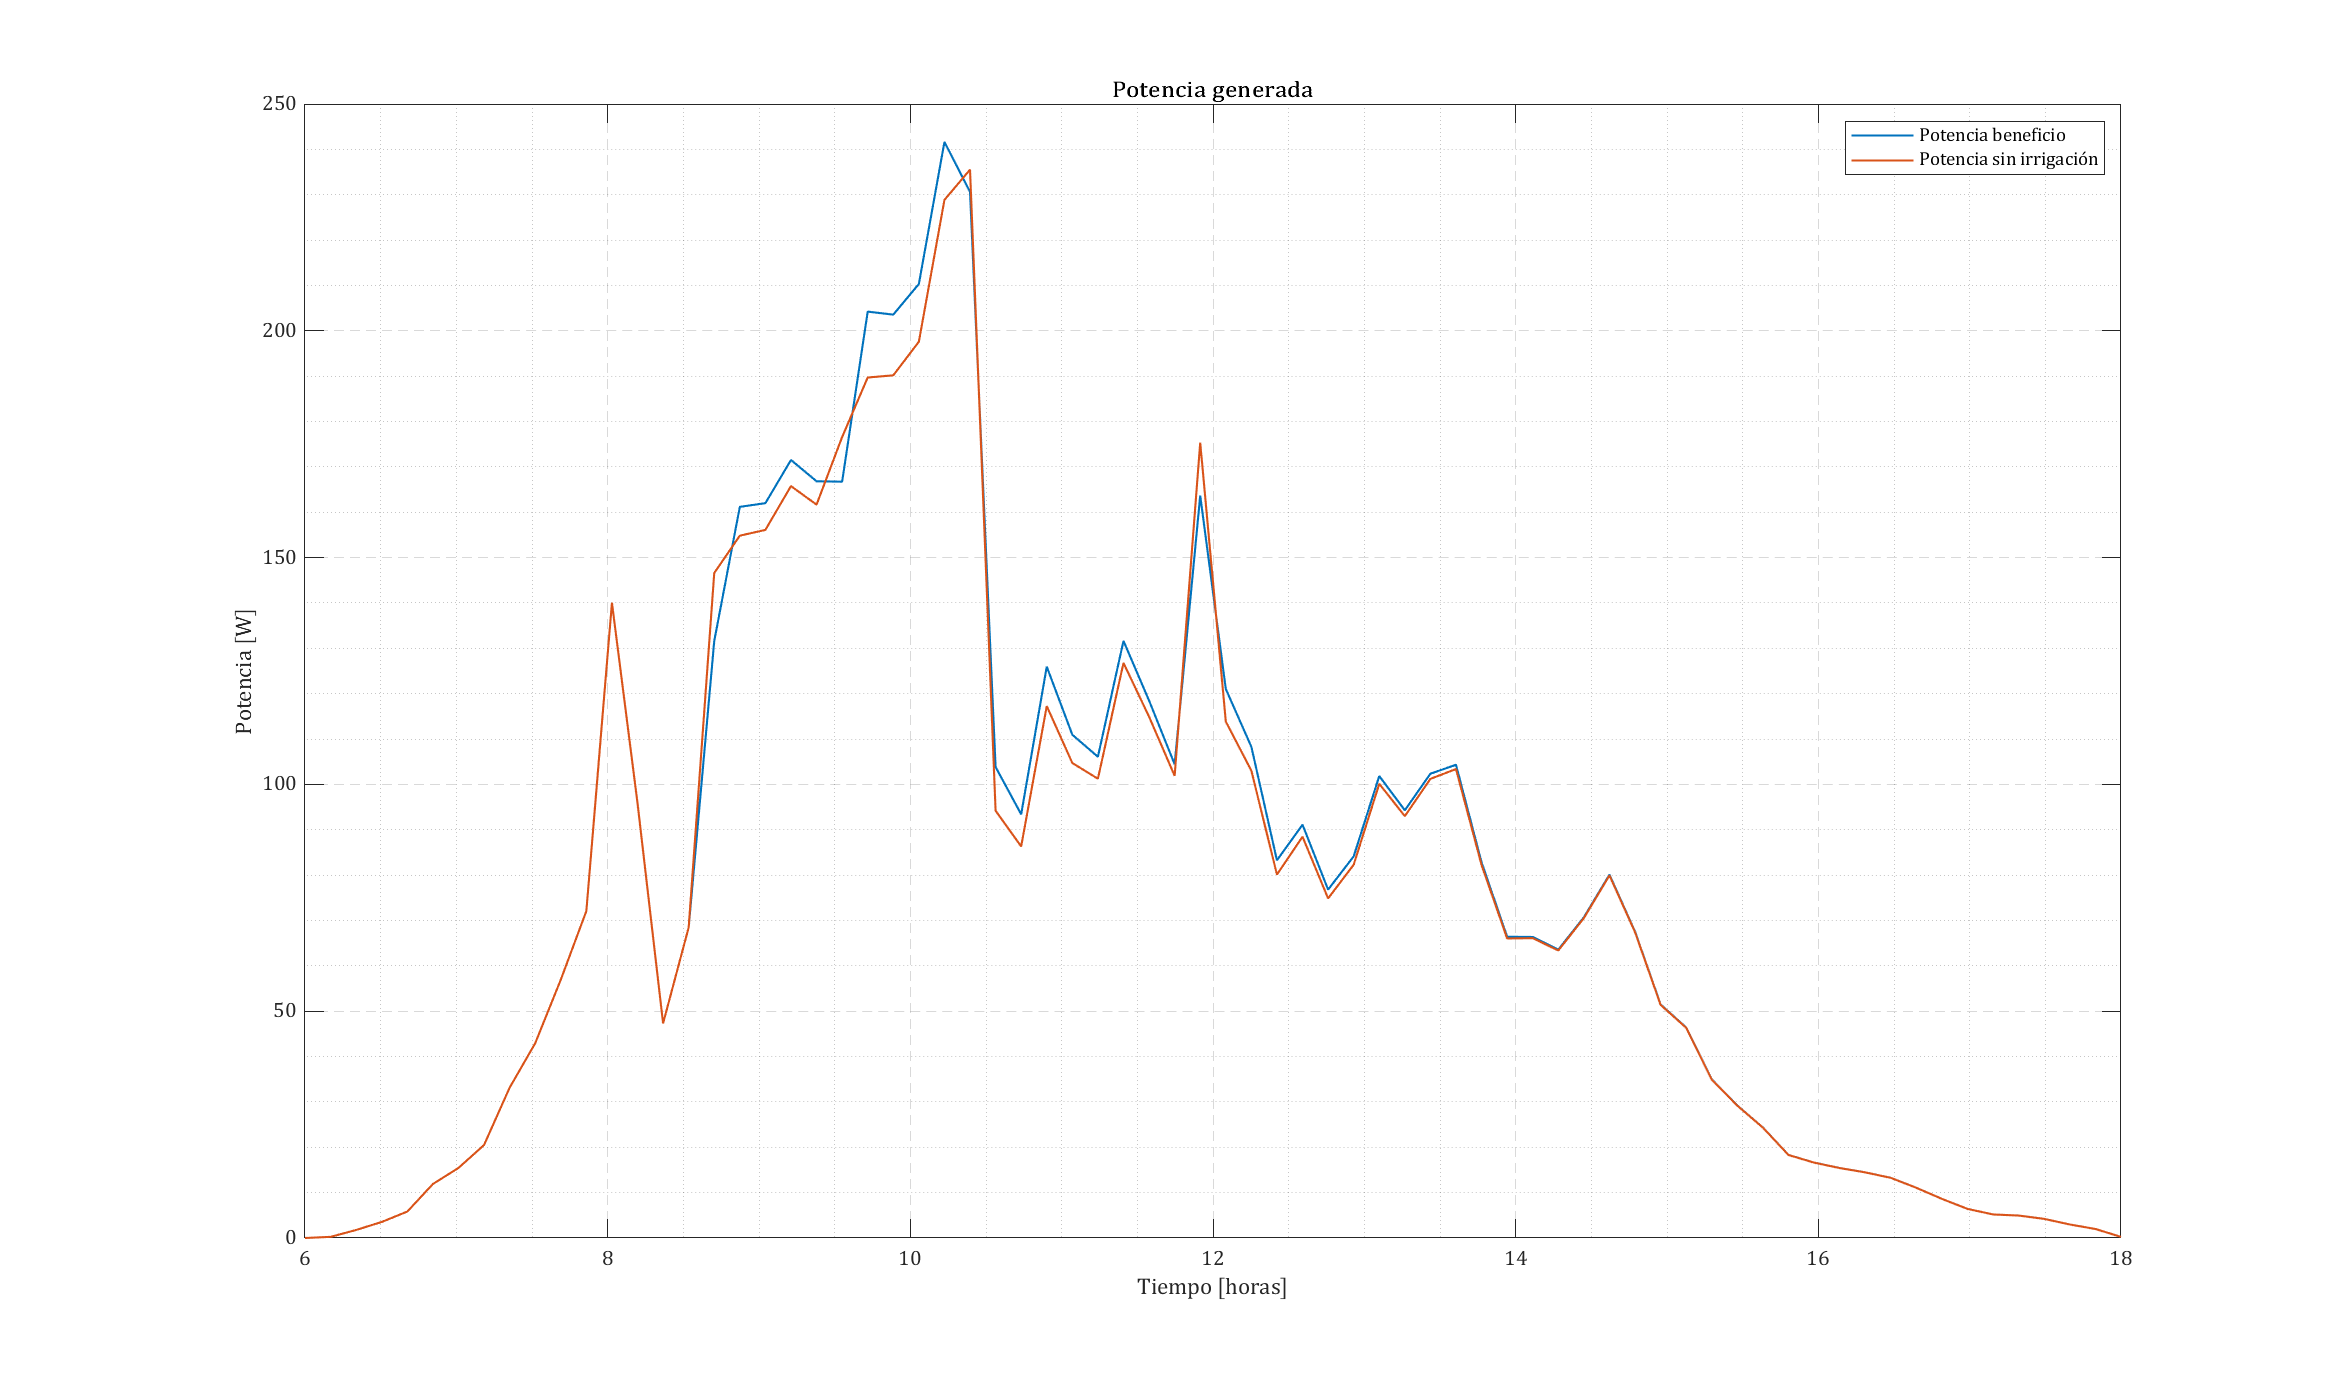 Potencia generada
250
200
150
100
50
0
Potencia [W]
Potencia beneficio
Potencia sin irrigación
6 8 10 12 14 16 18
Tiempo [horas]